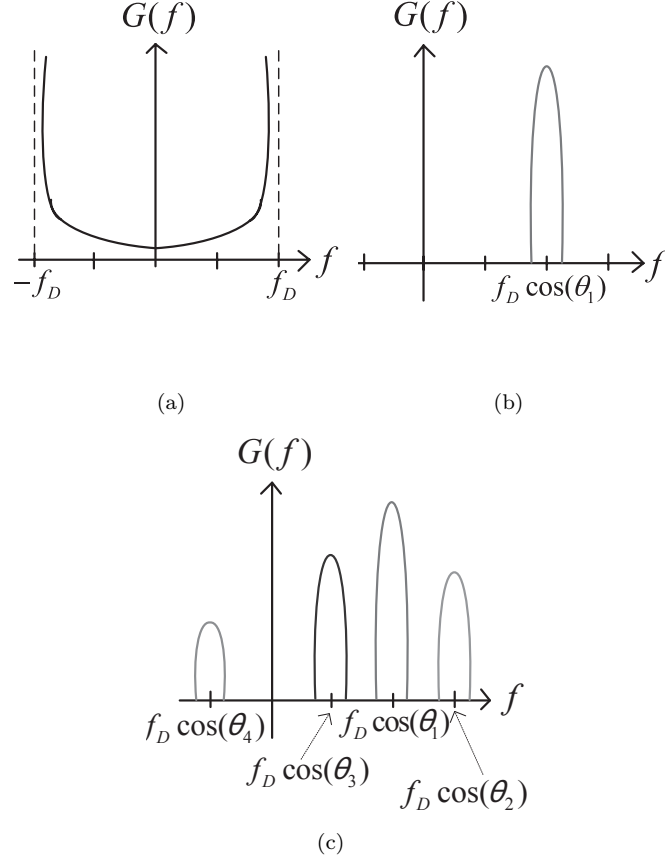 G(f)
G(f)
f
f
−f_D
f_D
f_D cos(θ_1)
(a)
(b)
G(f)
f
f_D cos(θ_4)
f_D cos(θ_1)
f_D cos(θ_3)
f_D cos(θ_2)
(c)